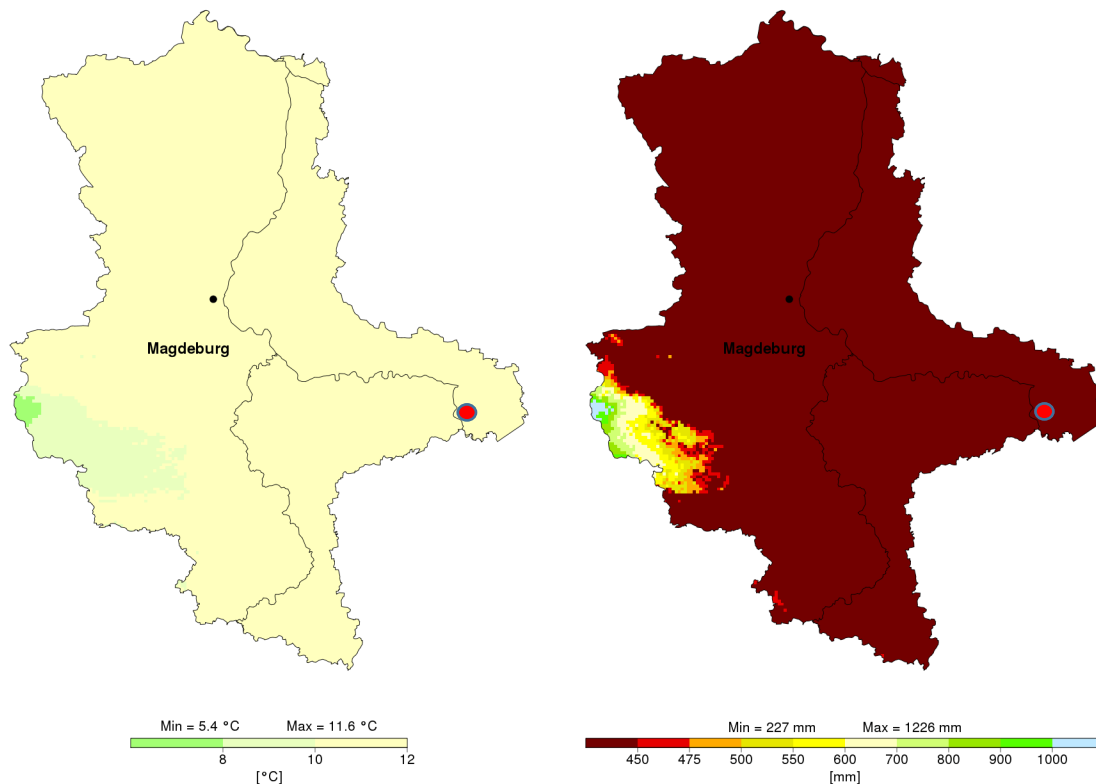 Magdeburg
Min = 5.4 °C Max = 11.6 °C
8 10 12
[°C]
Magdeburg
Min = 227 mm Max = 1226 mm
450 475 500 550 600 700 800 900 1000
[mm]